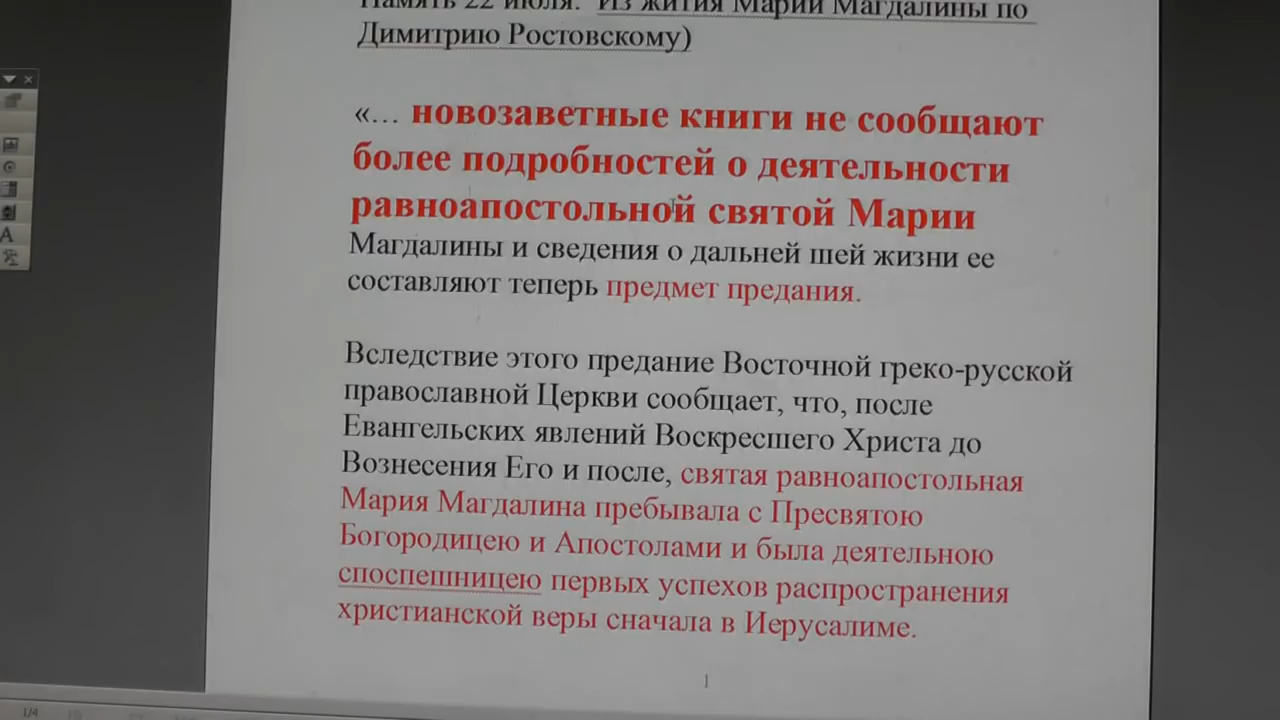 Память 22 июля. Из жития Марии Магдалины по
Димитрию Ростовскому)
«… новозаветные книги не сообщают
более подробностей о деятельности
равноапостольной святой Марии
Магдалины и сведения о дальней шей жизни ее
составляют теперь предмет предания.
Вследствие этого предание Восточной греко-русской
православной Церкви сообщает, что, после
Евангельских явлений Воскресшего Христа до
Вознесения Его и после, святая равноапостольная
Мария Магдалина пребывала с Пресвятою
Богородицею и Апостолами и была деятельною
споспешницею первых успехов распространения
христианской веры сначала в Иерусалиме.
1
1/4